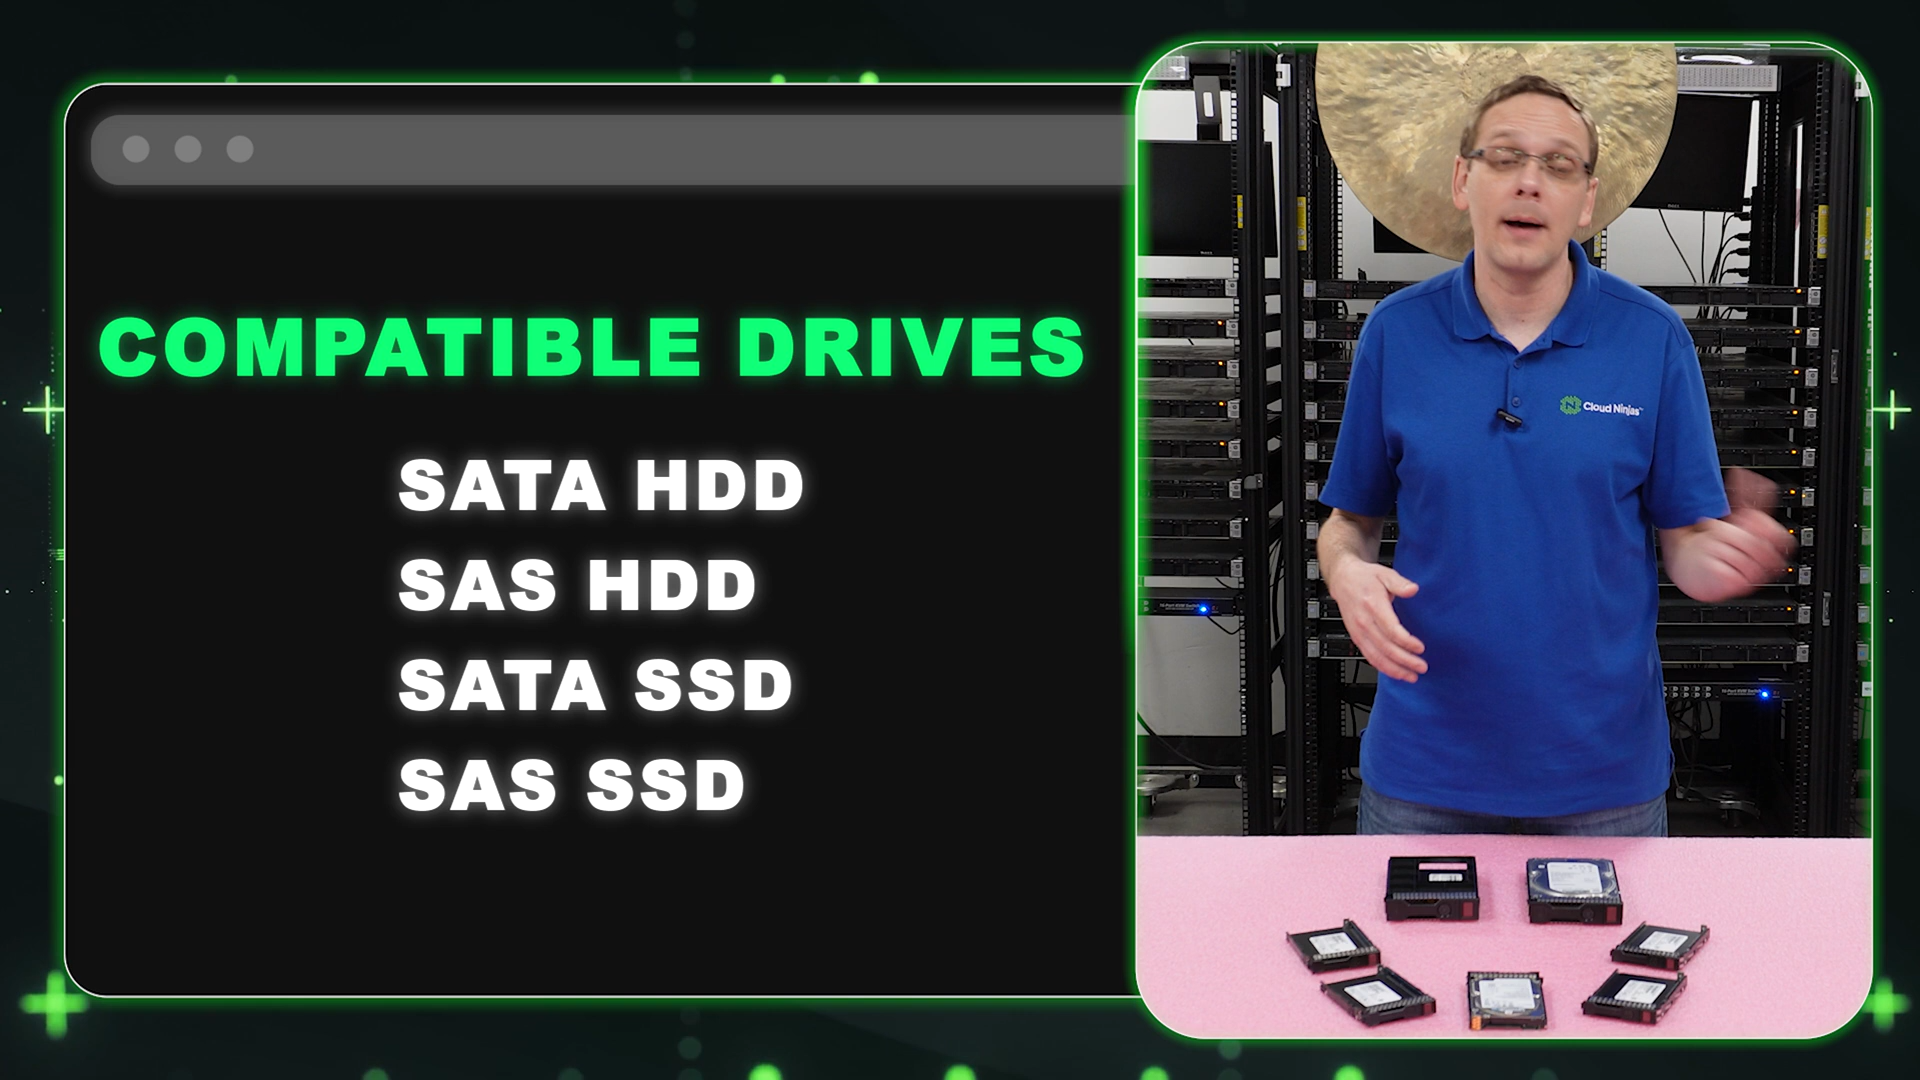 COMPATIBLE DRIVES
SATA HDD
SAS HDD
SATA SSD
SAS SSD
Cloud Ninjas